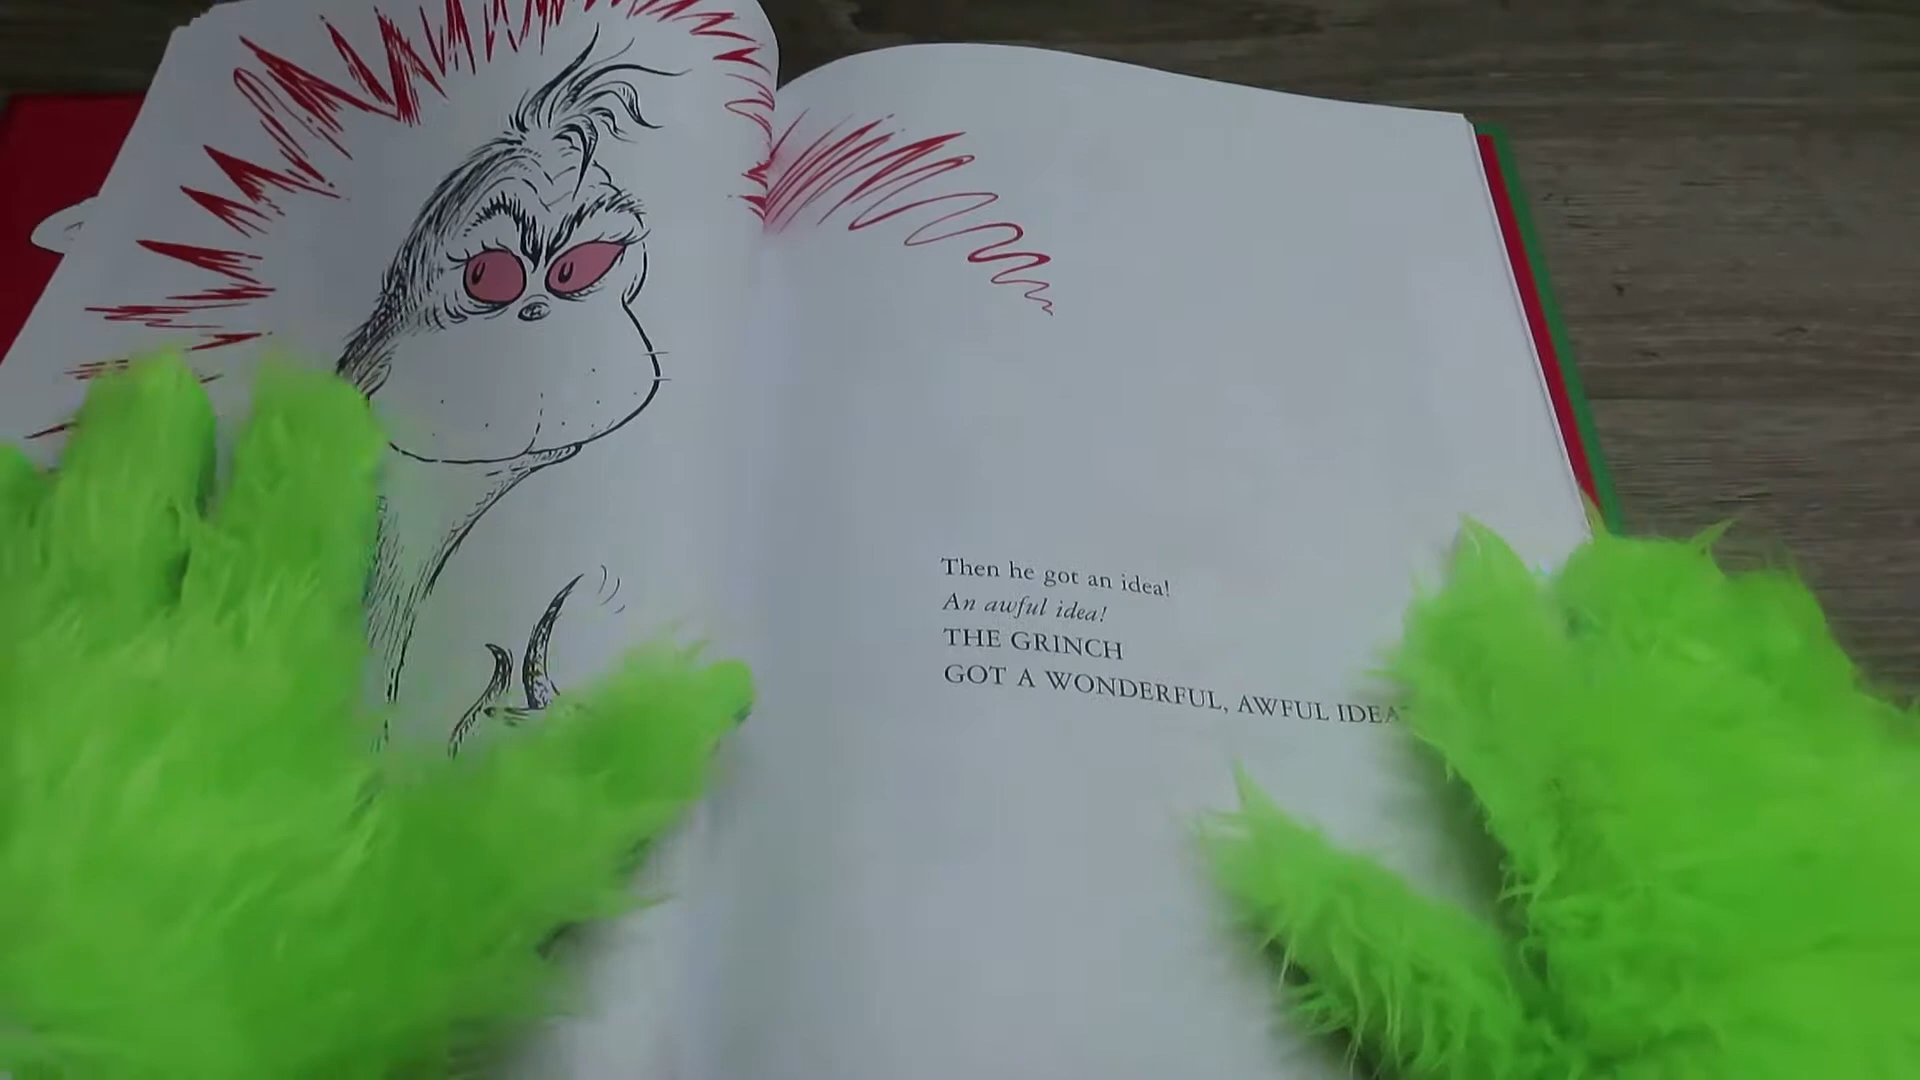 Then he got an idea!
An awful idea!
THE GRINCH
GOT A WONDERFUL, AWFUL IDEA